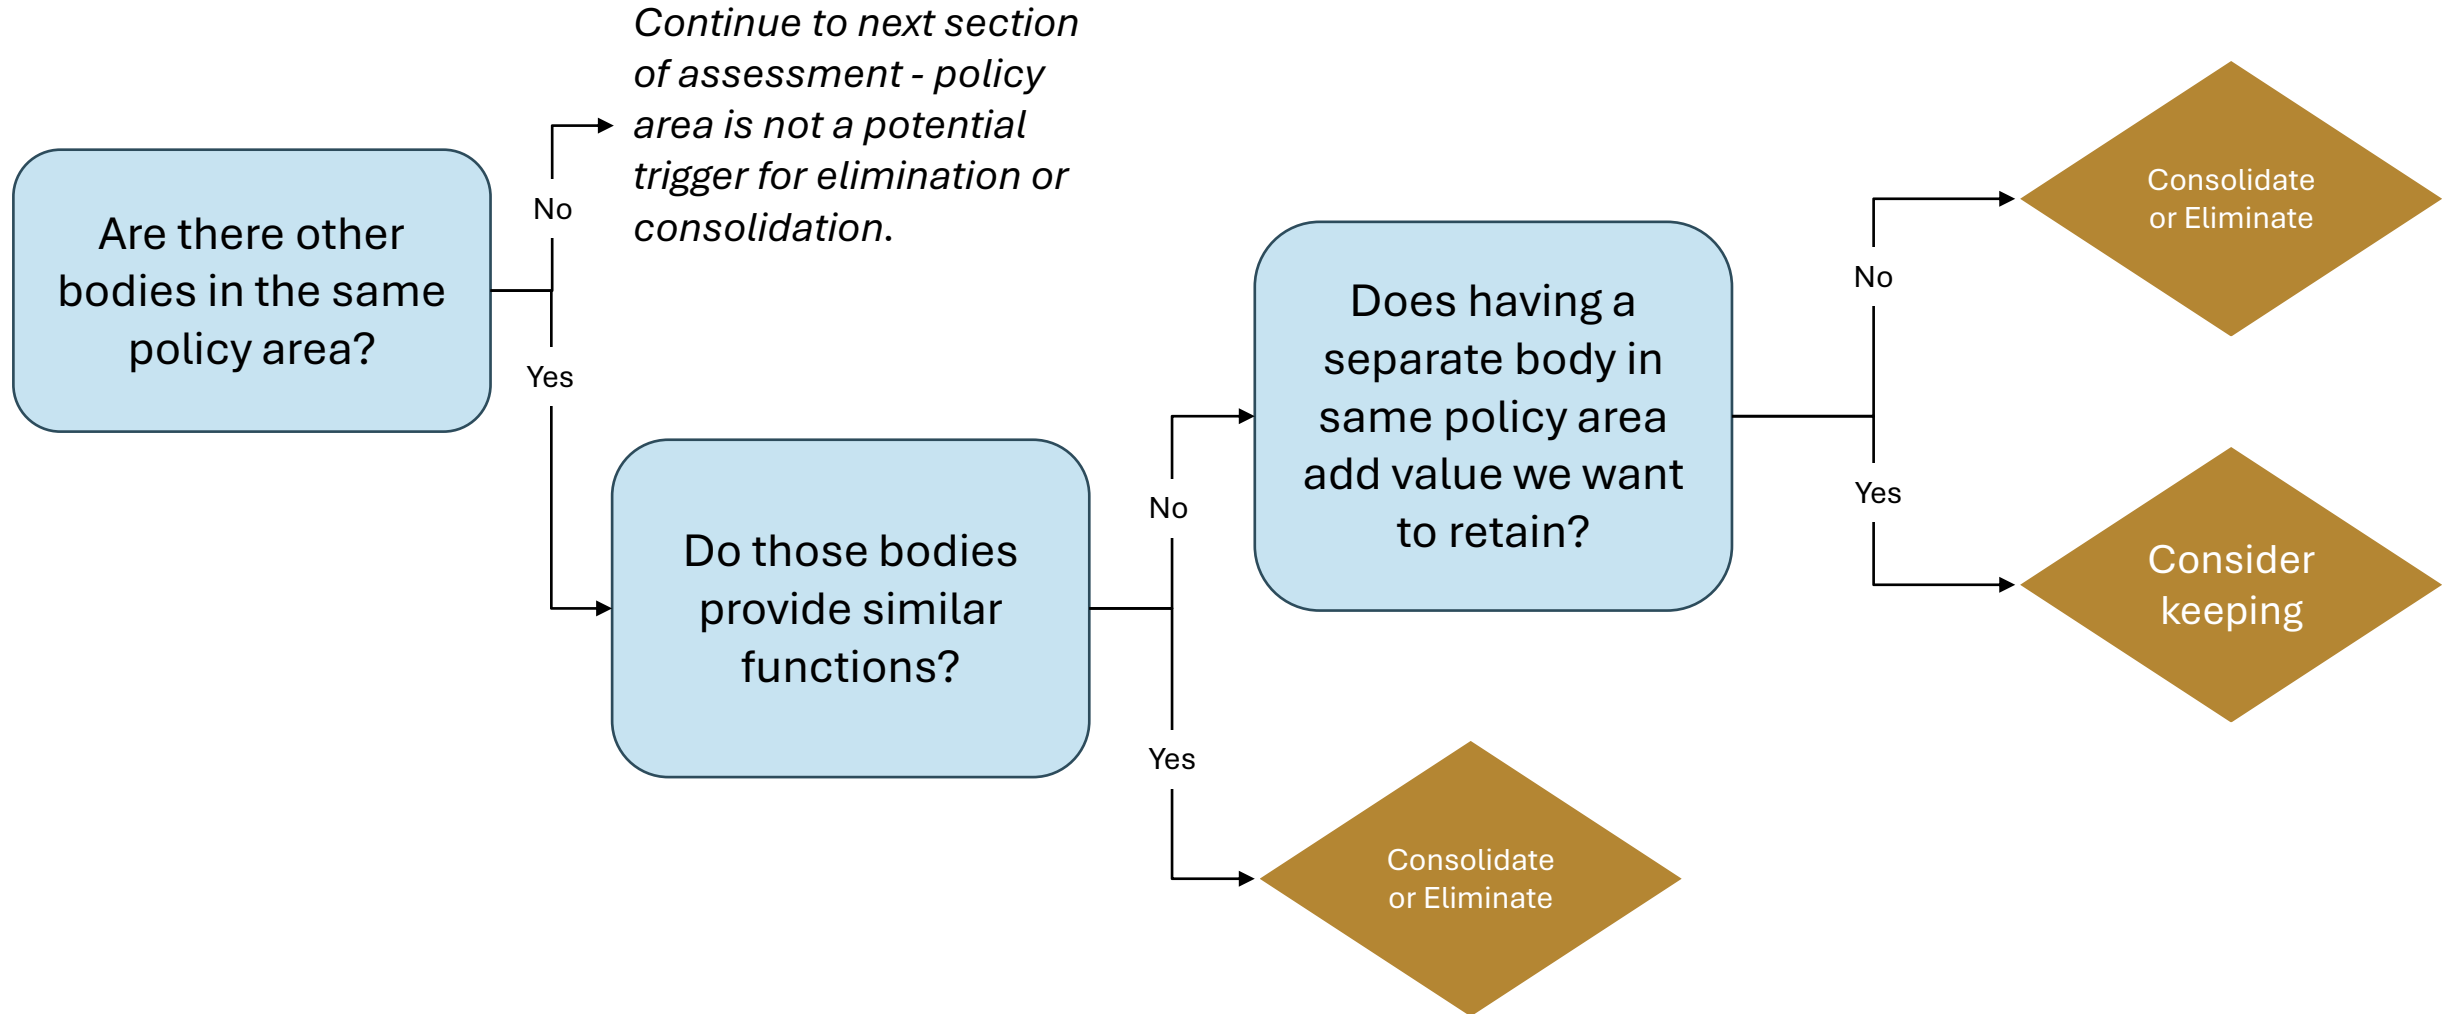 Continue to next section
of assessment - policy
area is not a potential
trigger for elimination or
consolidation.
No
Are there other
bodies in the same
policy area?
Yes
Do those bodies
provide similar
functions?
No
Yes
Does having a
separate body in
same policy area
add value we want
to retain?
No
Yes
Consolidate
or Eliminate
Consider
keeping
Consolidate
or Eliminate